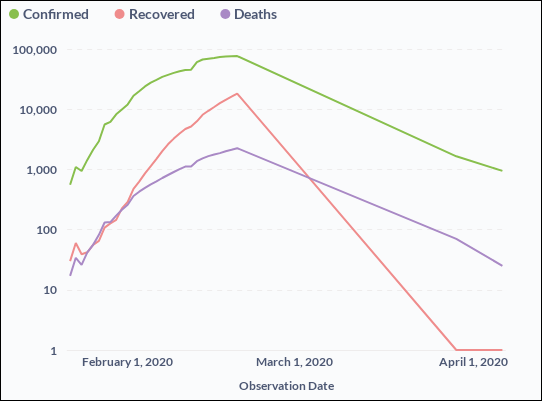 Confirmed Recovered Deaths
100,000
10,000
1,000
100
10
1
February 1, 2020 March 1, 2020 April 1, 2020
Observation Date